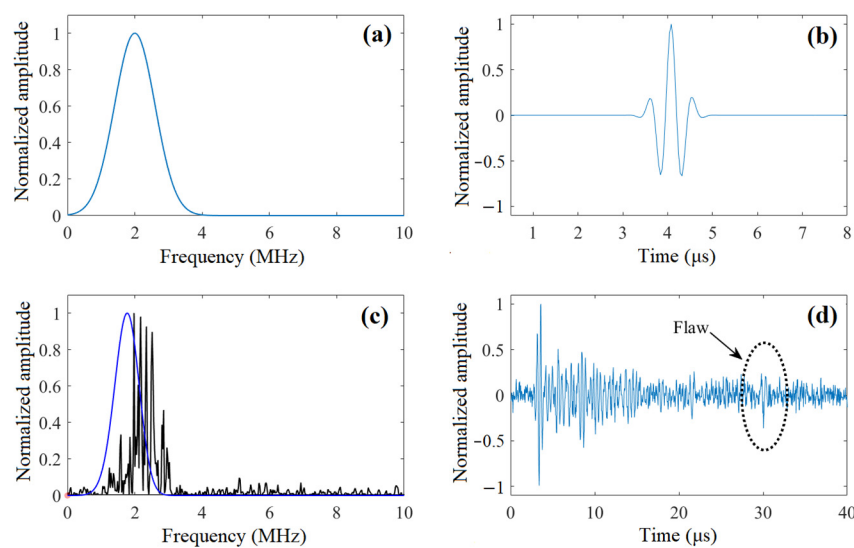 (a)
Normalized amplitude
1
0.8
0.6
0.4
0.2
0
0 2 4 6 8 10
Frequency (MHz)
(b)
Normalized amplitude
1
0.5
0
−0.5
−1
1 2 3 4 5 6 7 8
Time (μs)
(c)
Normalized amplitude
1
0.8
0.6
0.4
0.2
0
0 2 4 6 8 10
Frequency (MHz)
(d)
Flaw
Normalized amplitude
1
0.5
0
−0.5
−1
0 10 20 30 40
Time (μs)